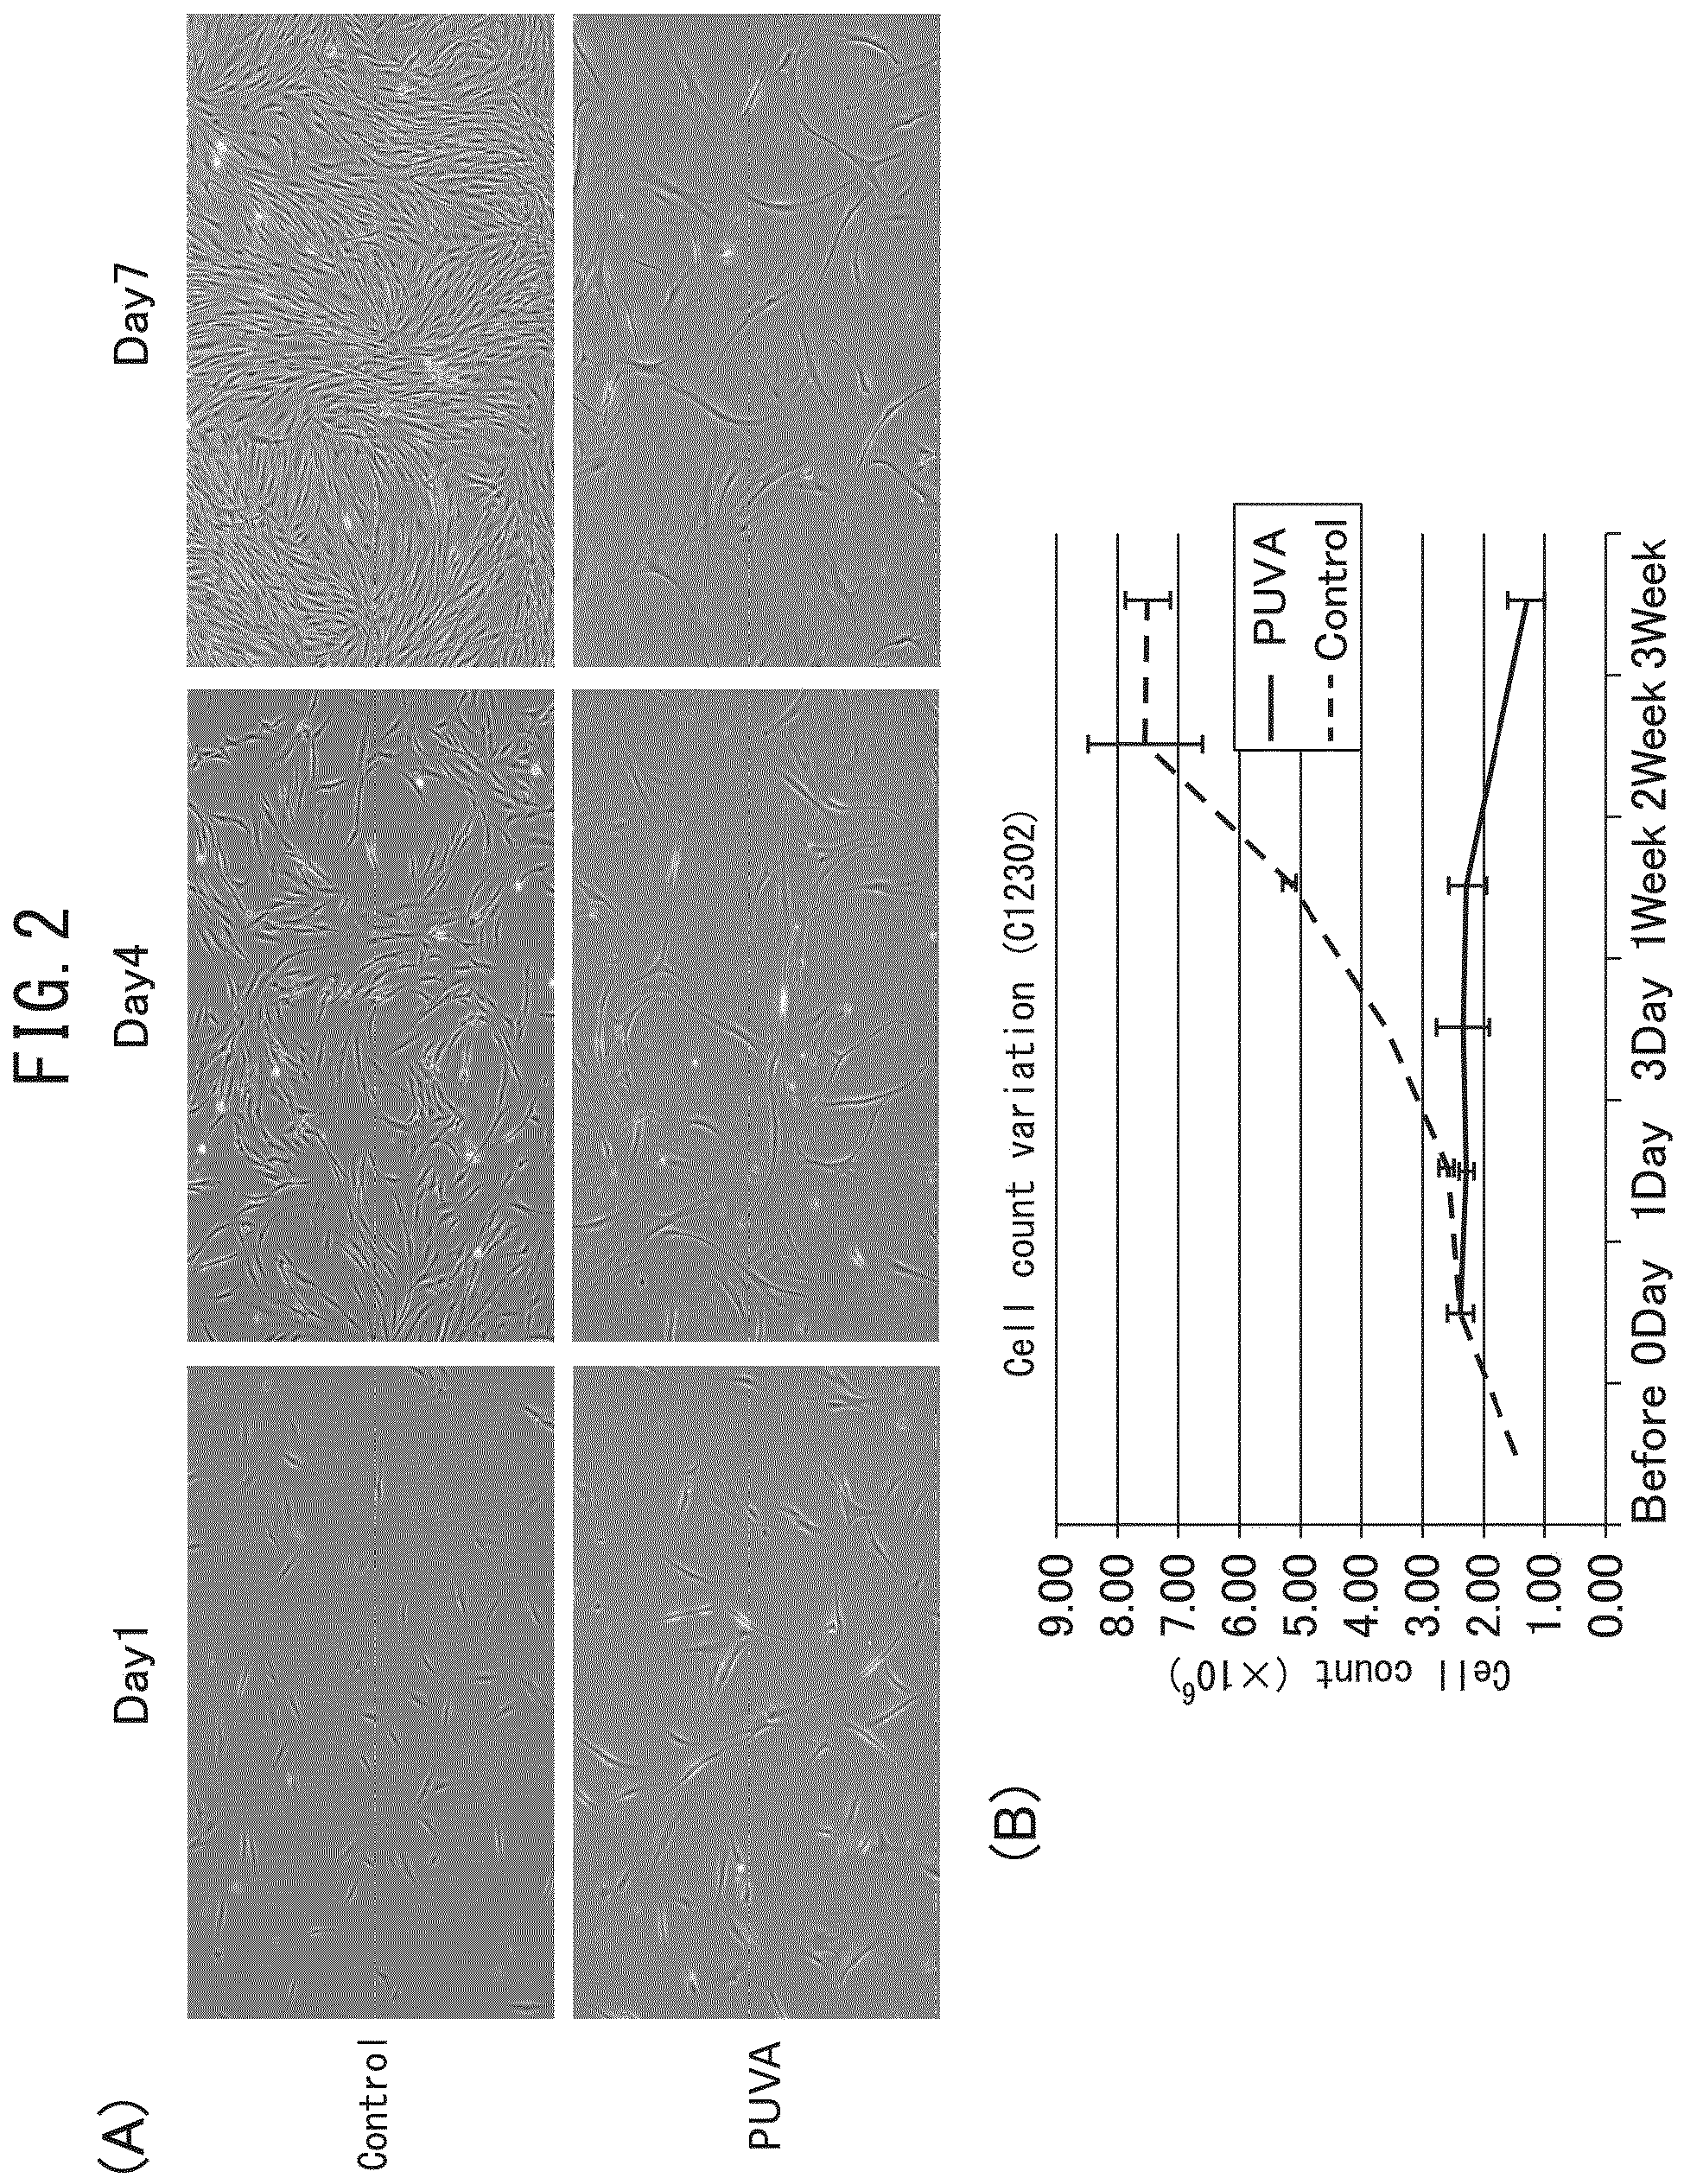 FIG. 2
(A)
Day1 Day4 Day7
Control
PUVA
(B)
Cell count variation (C12302)
Cell count (×10⁶)
9.00
8.00
7.00
6.00
5.00
4.00
3.00
2.00
1.00
0.00
PUVA
Control
Before 0Day 1Day 3Day 1Week 2Week 3Week